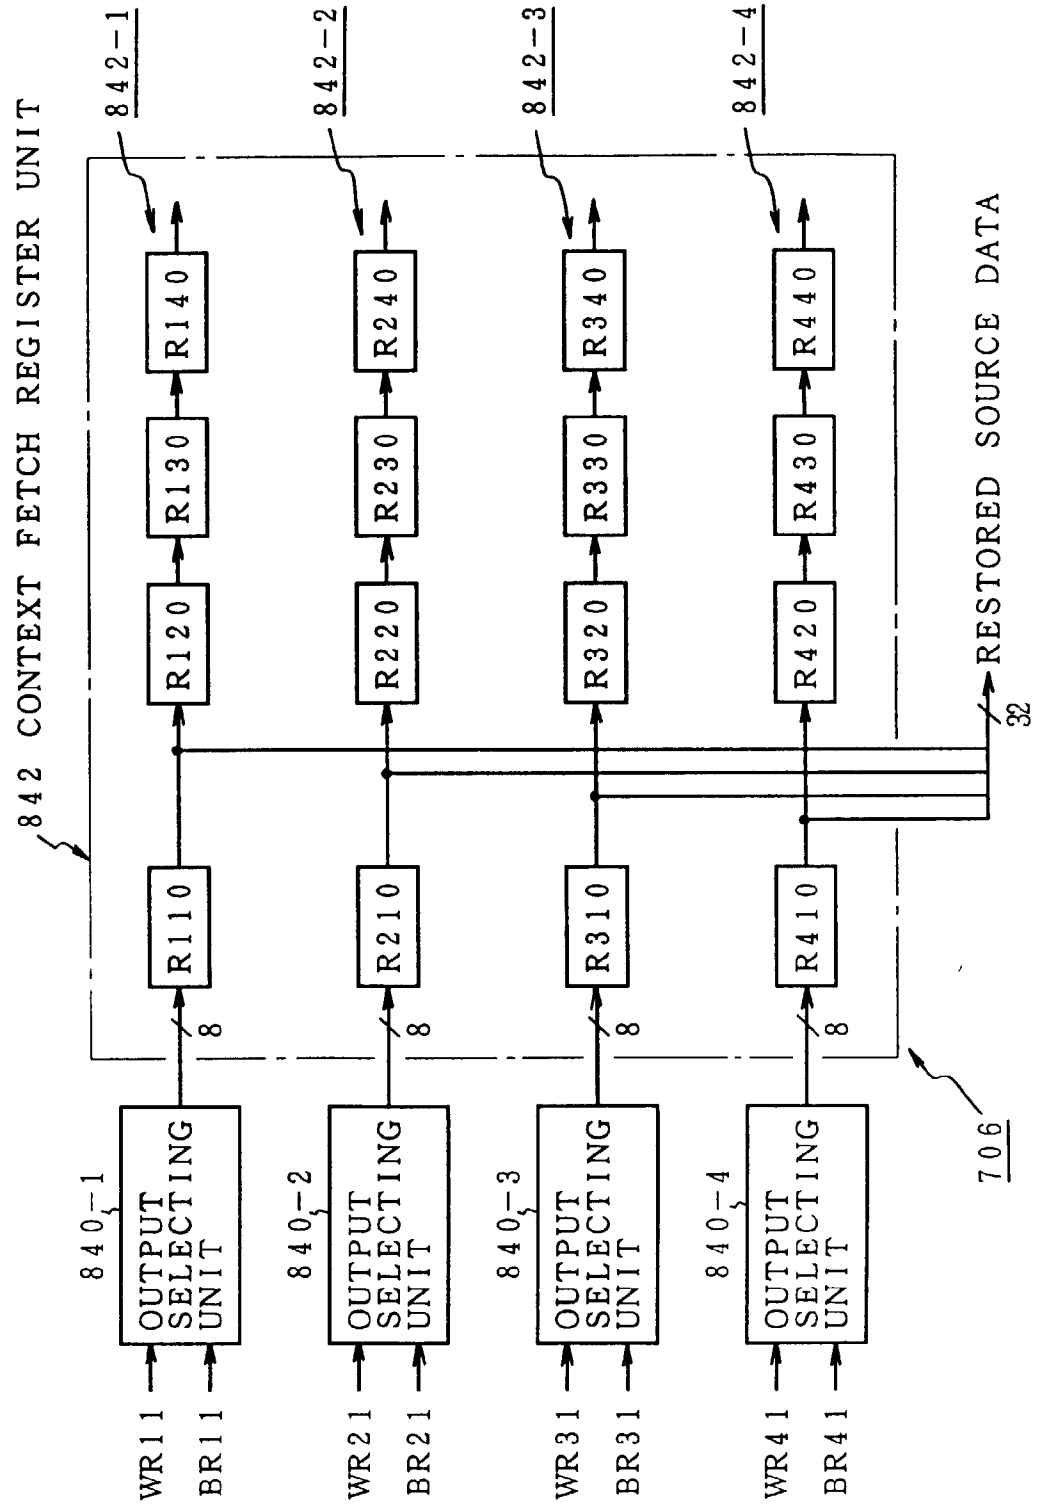 842 CONTEXT FETCH REGISTER UNIT
842-1
842-2
842-3
842-4
WR11
BR11
840-1
OUTPUT
SELECTING
UNIT
8
R110
R120
R130
R140
WR21
BR21
840-2
OUTPUT
SELECTING
UNIT
8
R210
R220
R230
R240
WR31
BR31
840-3
OUTPUT
SELECTING
UNIT
8
R310
R320
R330
R340
WR41
BR41
840-4
OUTPUT
SELECTING
UNIT
8
R410
R420
R430
R440
706
32
RESTORED SOURCE DATA